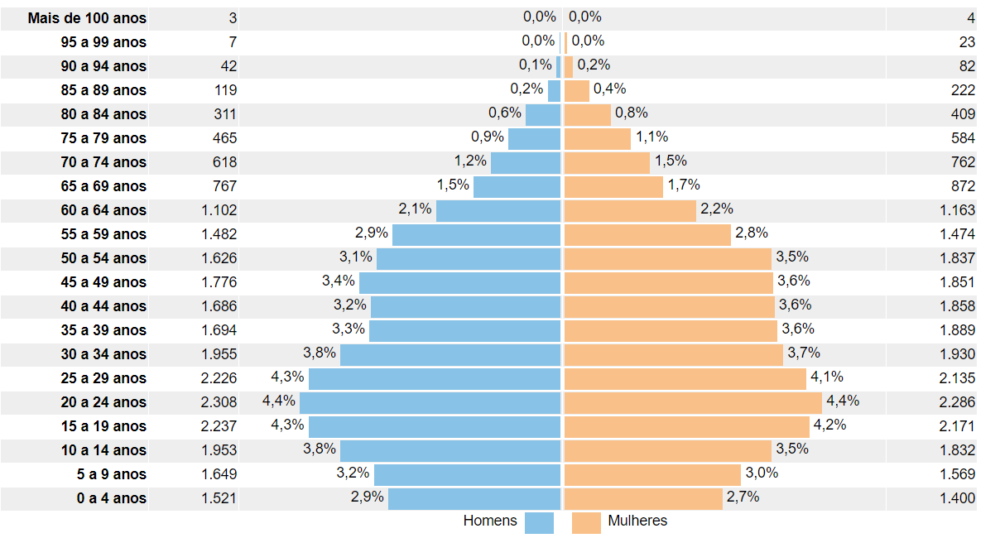 Mais de 100 anos 3 0,0% 0,0% 4
95 a 99 anos 7 0,0% 0,0% 23
90 a 94 anos 42 0,1% 0,2% 82
85 a 89 anos 119 0,2% 0,4% 222
80 a 84 anos 311 0,6% 0,8% 409
75 a 79 anos 465 0,9% 1,1% 584
70 a 74 anos 618 1,2% 1,5% 762
65 a 69 anos 767 1,5% 1,7% 872
60 a 64 anos 1.102 2,1% 2,2% 1.163
55 a 59 anos 1.482 2,9% 2,8% 1.474
50 a 54 anos 1.626 3,1% 3,5% 1.837
45 a 49 anos 1.776 3,4% 3,6% 1.851
40 a 44 anos 1.686 3,2% 3,6% 1.858
35 a 39 anos 1.694 3,3% 3,6% 1.889
30 a 34 anos 1.955 3,8% 3,7% 1.930
25 a 29 anos 2.226 4,3% 4,1% 2.135
20 a 24 anos 2.308 4,4% 4,4% 2.286
15 a 19 anos 2.237 4,3% 4,2% 2.171
10 a 14 anos 1.953 3,8% 3,5% 1.832
5 a 9 anos 1.649 3,2% 3,0% 1.569
0 a 4 anos 1.521 2,9% 2,7% 1.400
Homens Mulheres